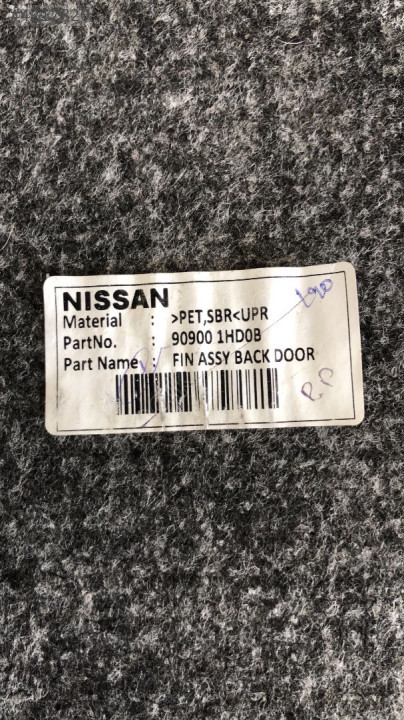 NISSAN
Material : >PET,SBR<UPR
PartNo. : 90900 1HD0B
Part Name : FIN ASSY BACK DOOR